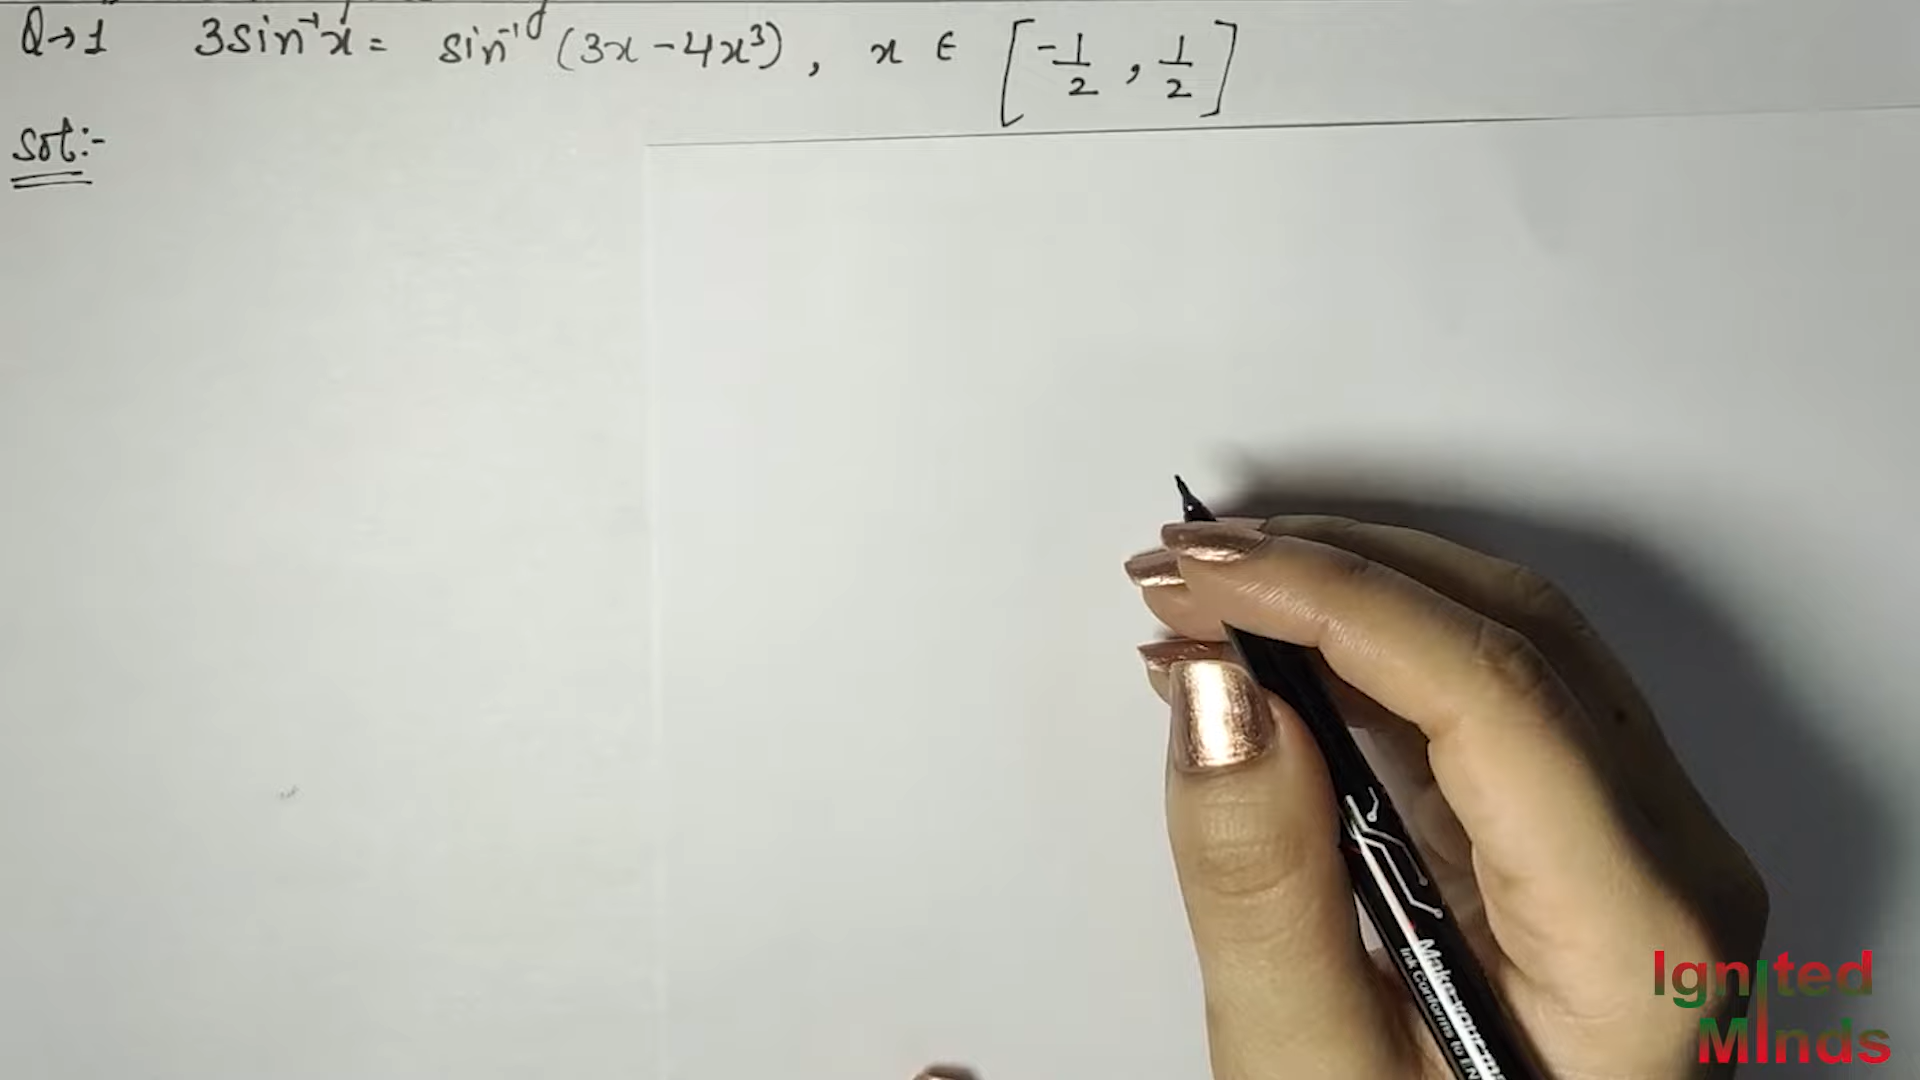 Q→1 3sin⁻¹x = sin⁻¹(3x-4x³), x ∈ [-1/2, 1/2]
Sol:-
Ignited
Minds